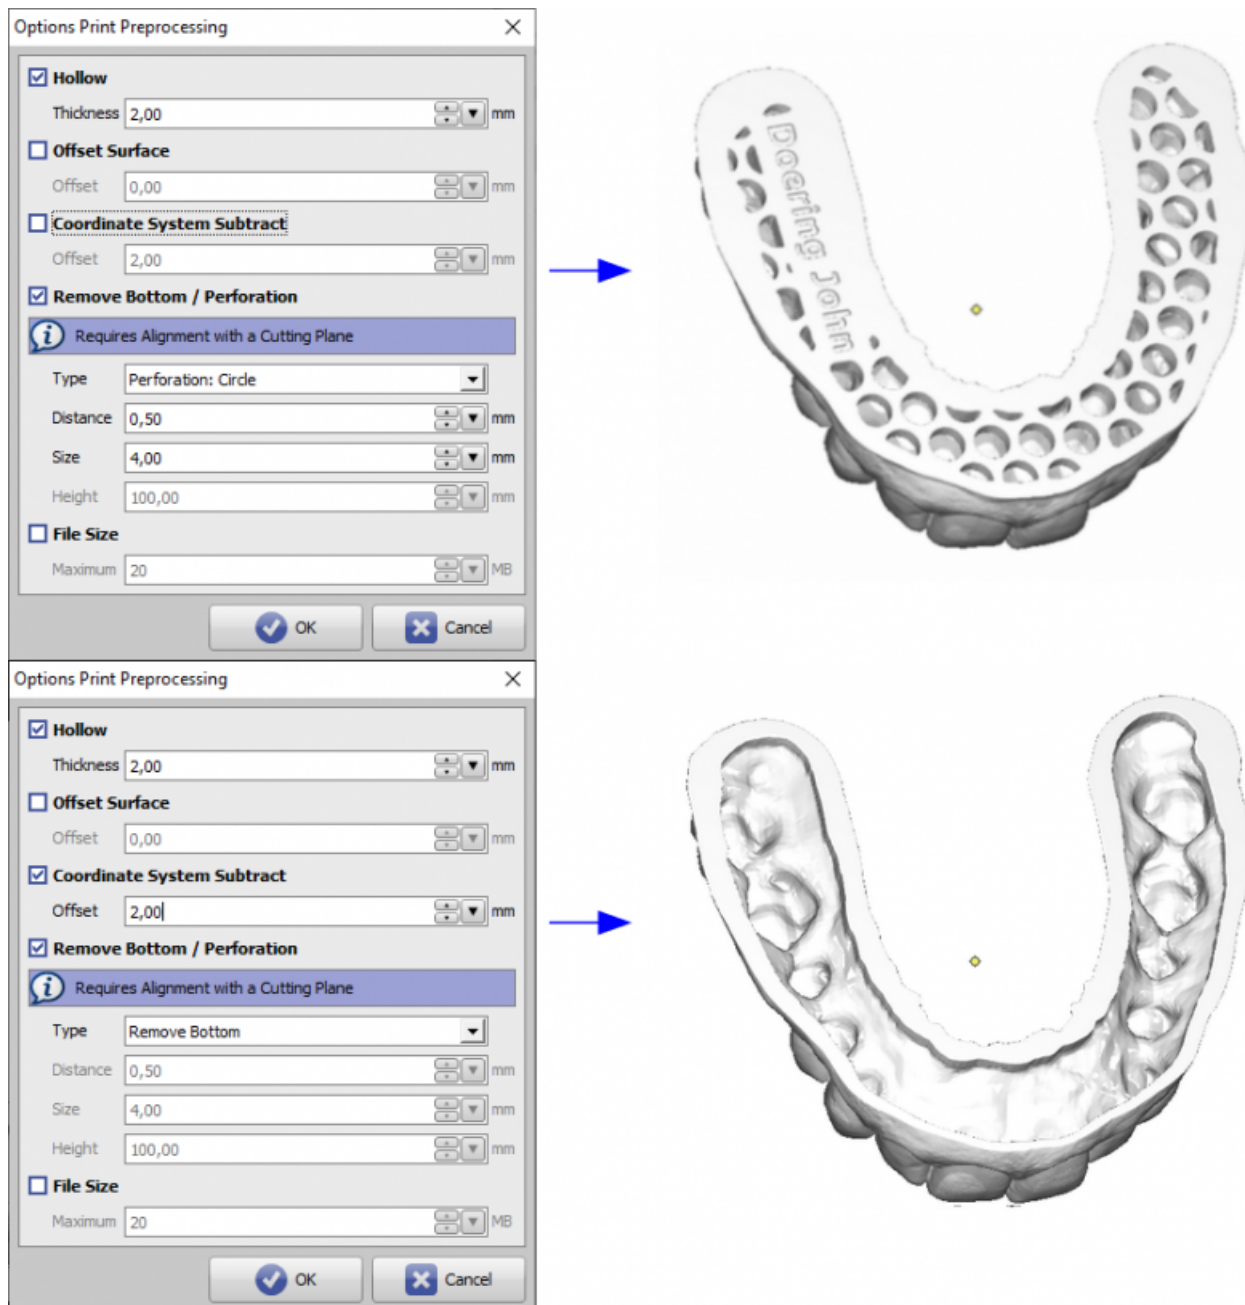 Options Print Preprocessing
Hollow
Thickness 2,00 mm
Offset Surface
Offset 0,00 mm
Coordinate System Subtract
Offset 2,00 mm
Remove Bottom / Perforation
Requires Alignment with a Cutting Plane
Type Perforation: Circle
Distance 0,50 mm
Size 4,00 mm
Height 100,00 mm
File Size
Maximum 20 MB
OK Cancel
Doering John
Options Print Preprocessing
Hollow
Thickness 2,00 mm
Offset Surface
Offset 0,00 mm
Coordinate System Subtract
Offset 2,00 mm
Remove Bottom / Perforation
Requires Alignment with a Cutting Plane
Type Remove Bottom
Distance 0,50 mm
Size 4,00 mm
Height 100,00 mm
File Size
Maximum 20 MB
OK Cancel